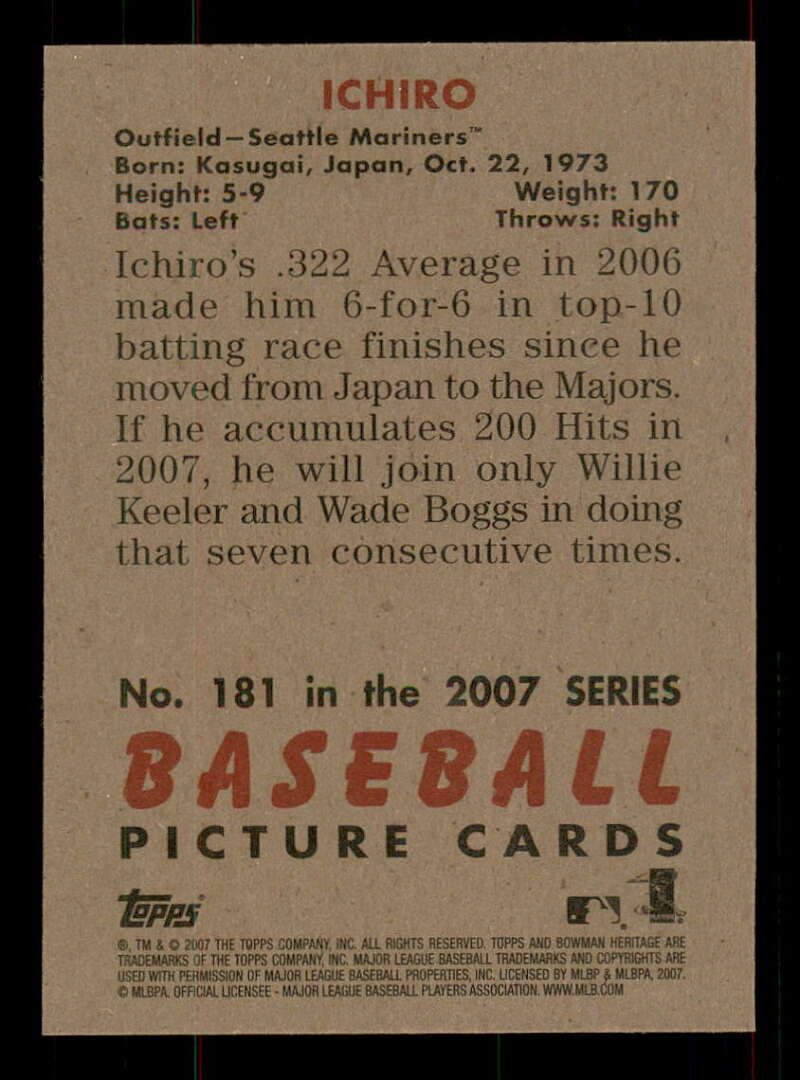 ICHIRO
Outfield—Seattle Mariners™
Born: Kasugai, Japan, Oct. 22, 1973
Height: 5-9 Weight: 170
Bats: Left Throws: Right
Ichiro's .322 Average in 2006
made him 6-for-6 in top-10
batting race finishes since he
moved from Japan to the Majors.
If he accumulates 200 Hits in
2007, he will join only Willie
Keeler and Wade Boggs in doing
that seven consecutive times.
No. 181 in the 2007 SERIES
BASEBALL
PICTURE CARDS
Topps
®, TM & © 2007 THE TOPPS COMPANY, INC. ALL RIGHTS RESERVED. TOPPS AND BOWMAN HERITAGE ARE
TRADEMARKS OF THE TOPPS COMPANY, INC. MAJOR LEAGUE BASEBALL TRADEMARKS AND COPYRIGHTS ARE
USED WITH PERMISSION OF MAJOR LEAGUE BASEBALL PROPERTIES, INC. LICENSED BY MLBP & MLBPA, 2007.
© MLBPA. OFFICIAL LICENSEE - MAJOR LEAGUE BASEBALL PLAYERS ASSOCIATION. WWW.MLB.COM